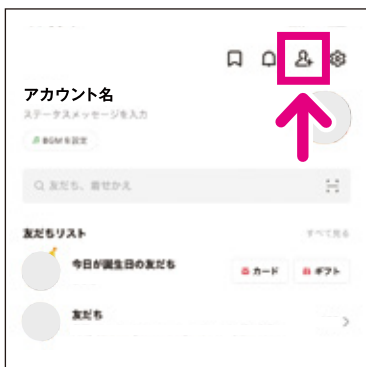 アカウント名
ステータスメッセージを入力
BGMを設定
友だち、着せかえ
友だちリスト
すべて見る
今日が誕生日の友だち
カード
ギフト
友だち